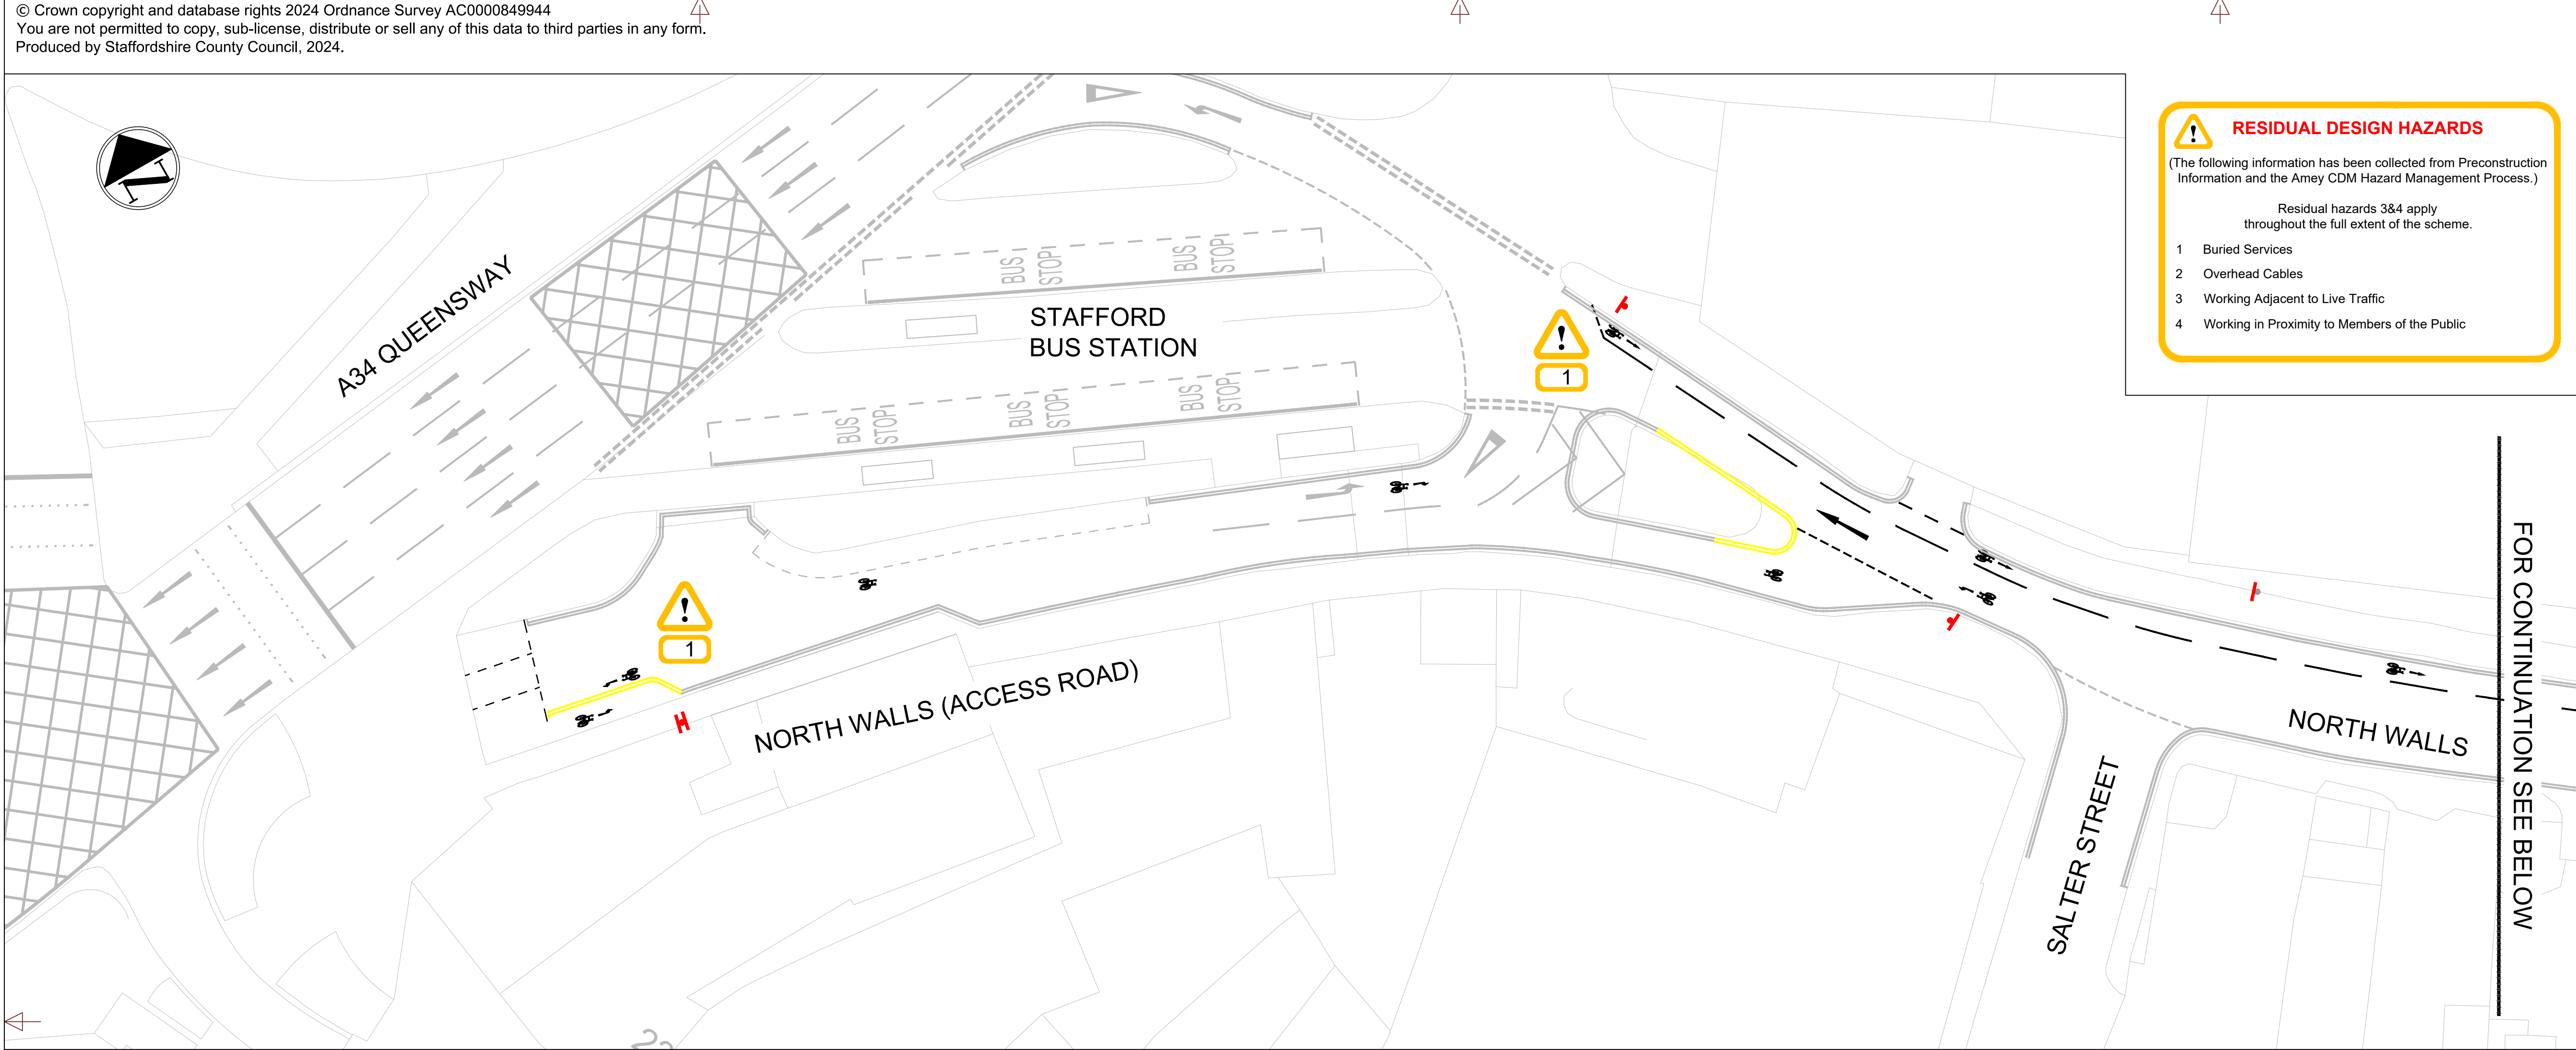 © Crown copyright and database rights 2024 Ordnance Survey AC0000849944
You are not permitted to copy, sub-license, distribute or sell any of this data to third parties in any form.
Produced by Staffordshire County Council, 2024.
N
RESIDUAL DESIGN HAZARDS
(The following information has been collected from Preconstruction
Information and the Amey CDM Hazard Management Process.)
Residual hazards 3&4 apply
throughout the full extent of the scheme.
1 Buried Services
2 Overhead Cables
3 Working Adjacent to Live Traffic
4 Working in Proximity to Members of the Public
A34 QUEENSWAY
BUS
STOP
BUS
STOP
STAFFORD
BUS STATION
BUS
STOP
BUS
STOP
BUS
STOP
1
1
NORTH WALLS (ACCESS ROAD)
NORTH WALLS
SALTER STREET
FOR CONTINUATION SEE BELOW